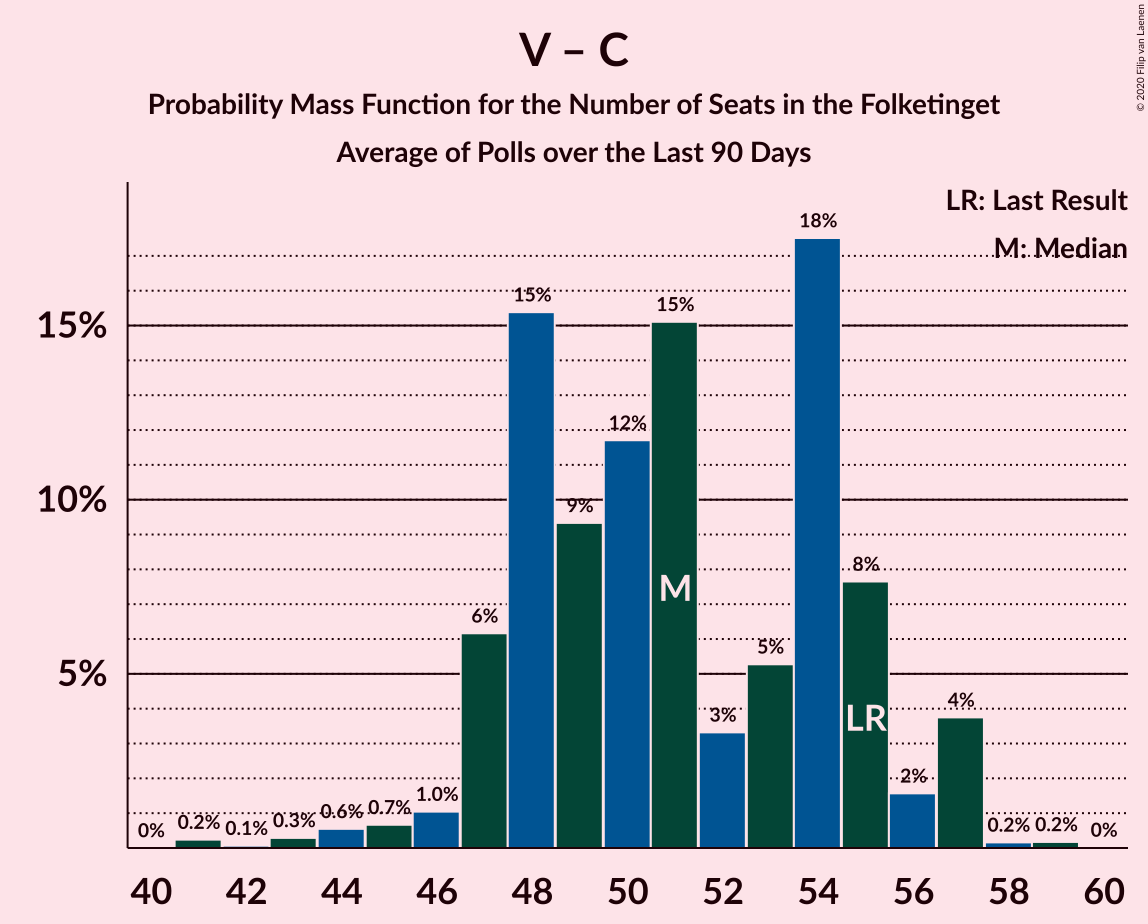 V – C
Probability Mass Function for the Number of Seats in the Folketinget
Average of Polls over the Last 90 Days
© 2020 Filip van Laenen
LR: Last Result
M: Median
15%
10%
5%
0%
0.2%
0.1%
0.3%
0.6%
0.7%
1.0%
6%
15%
9%
12%
15%
3%
5%
18%
8%
2%
4%
0.2%
0.2%
0%
M
LR
40 42 44 46 48 50 52 54 56 58 60